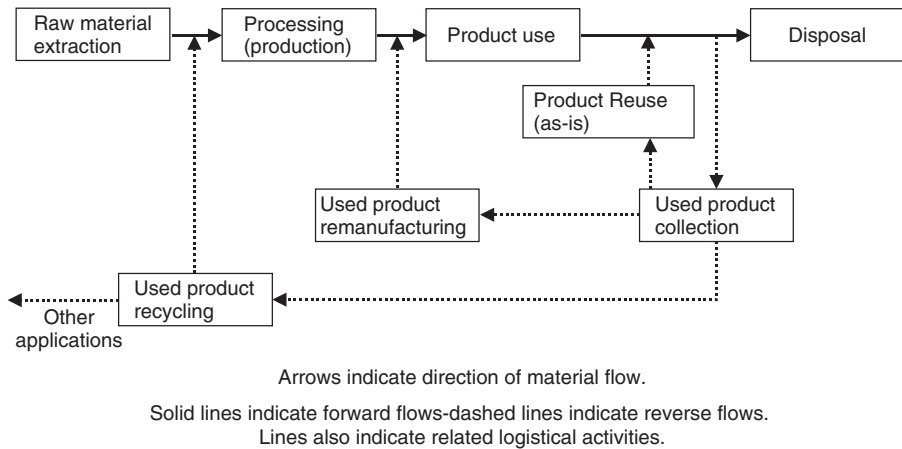 Raw material
extraction
Processing
(production)
Product use
Disposal
Product Reuse
(as-is)
Used product
remanufacturing
Used product
collection
Used product
recycling
Other
applications
Arrows indicate direction of material flow.
Solid lines indicate forward flows-dashed lines indicate reverse flows.
Lines also indicate related logistical activities.